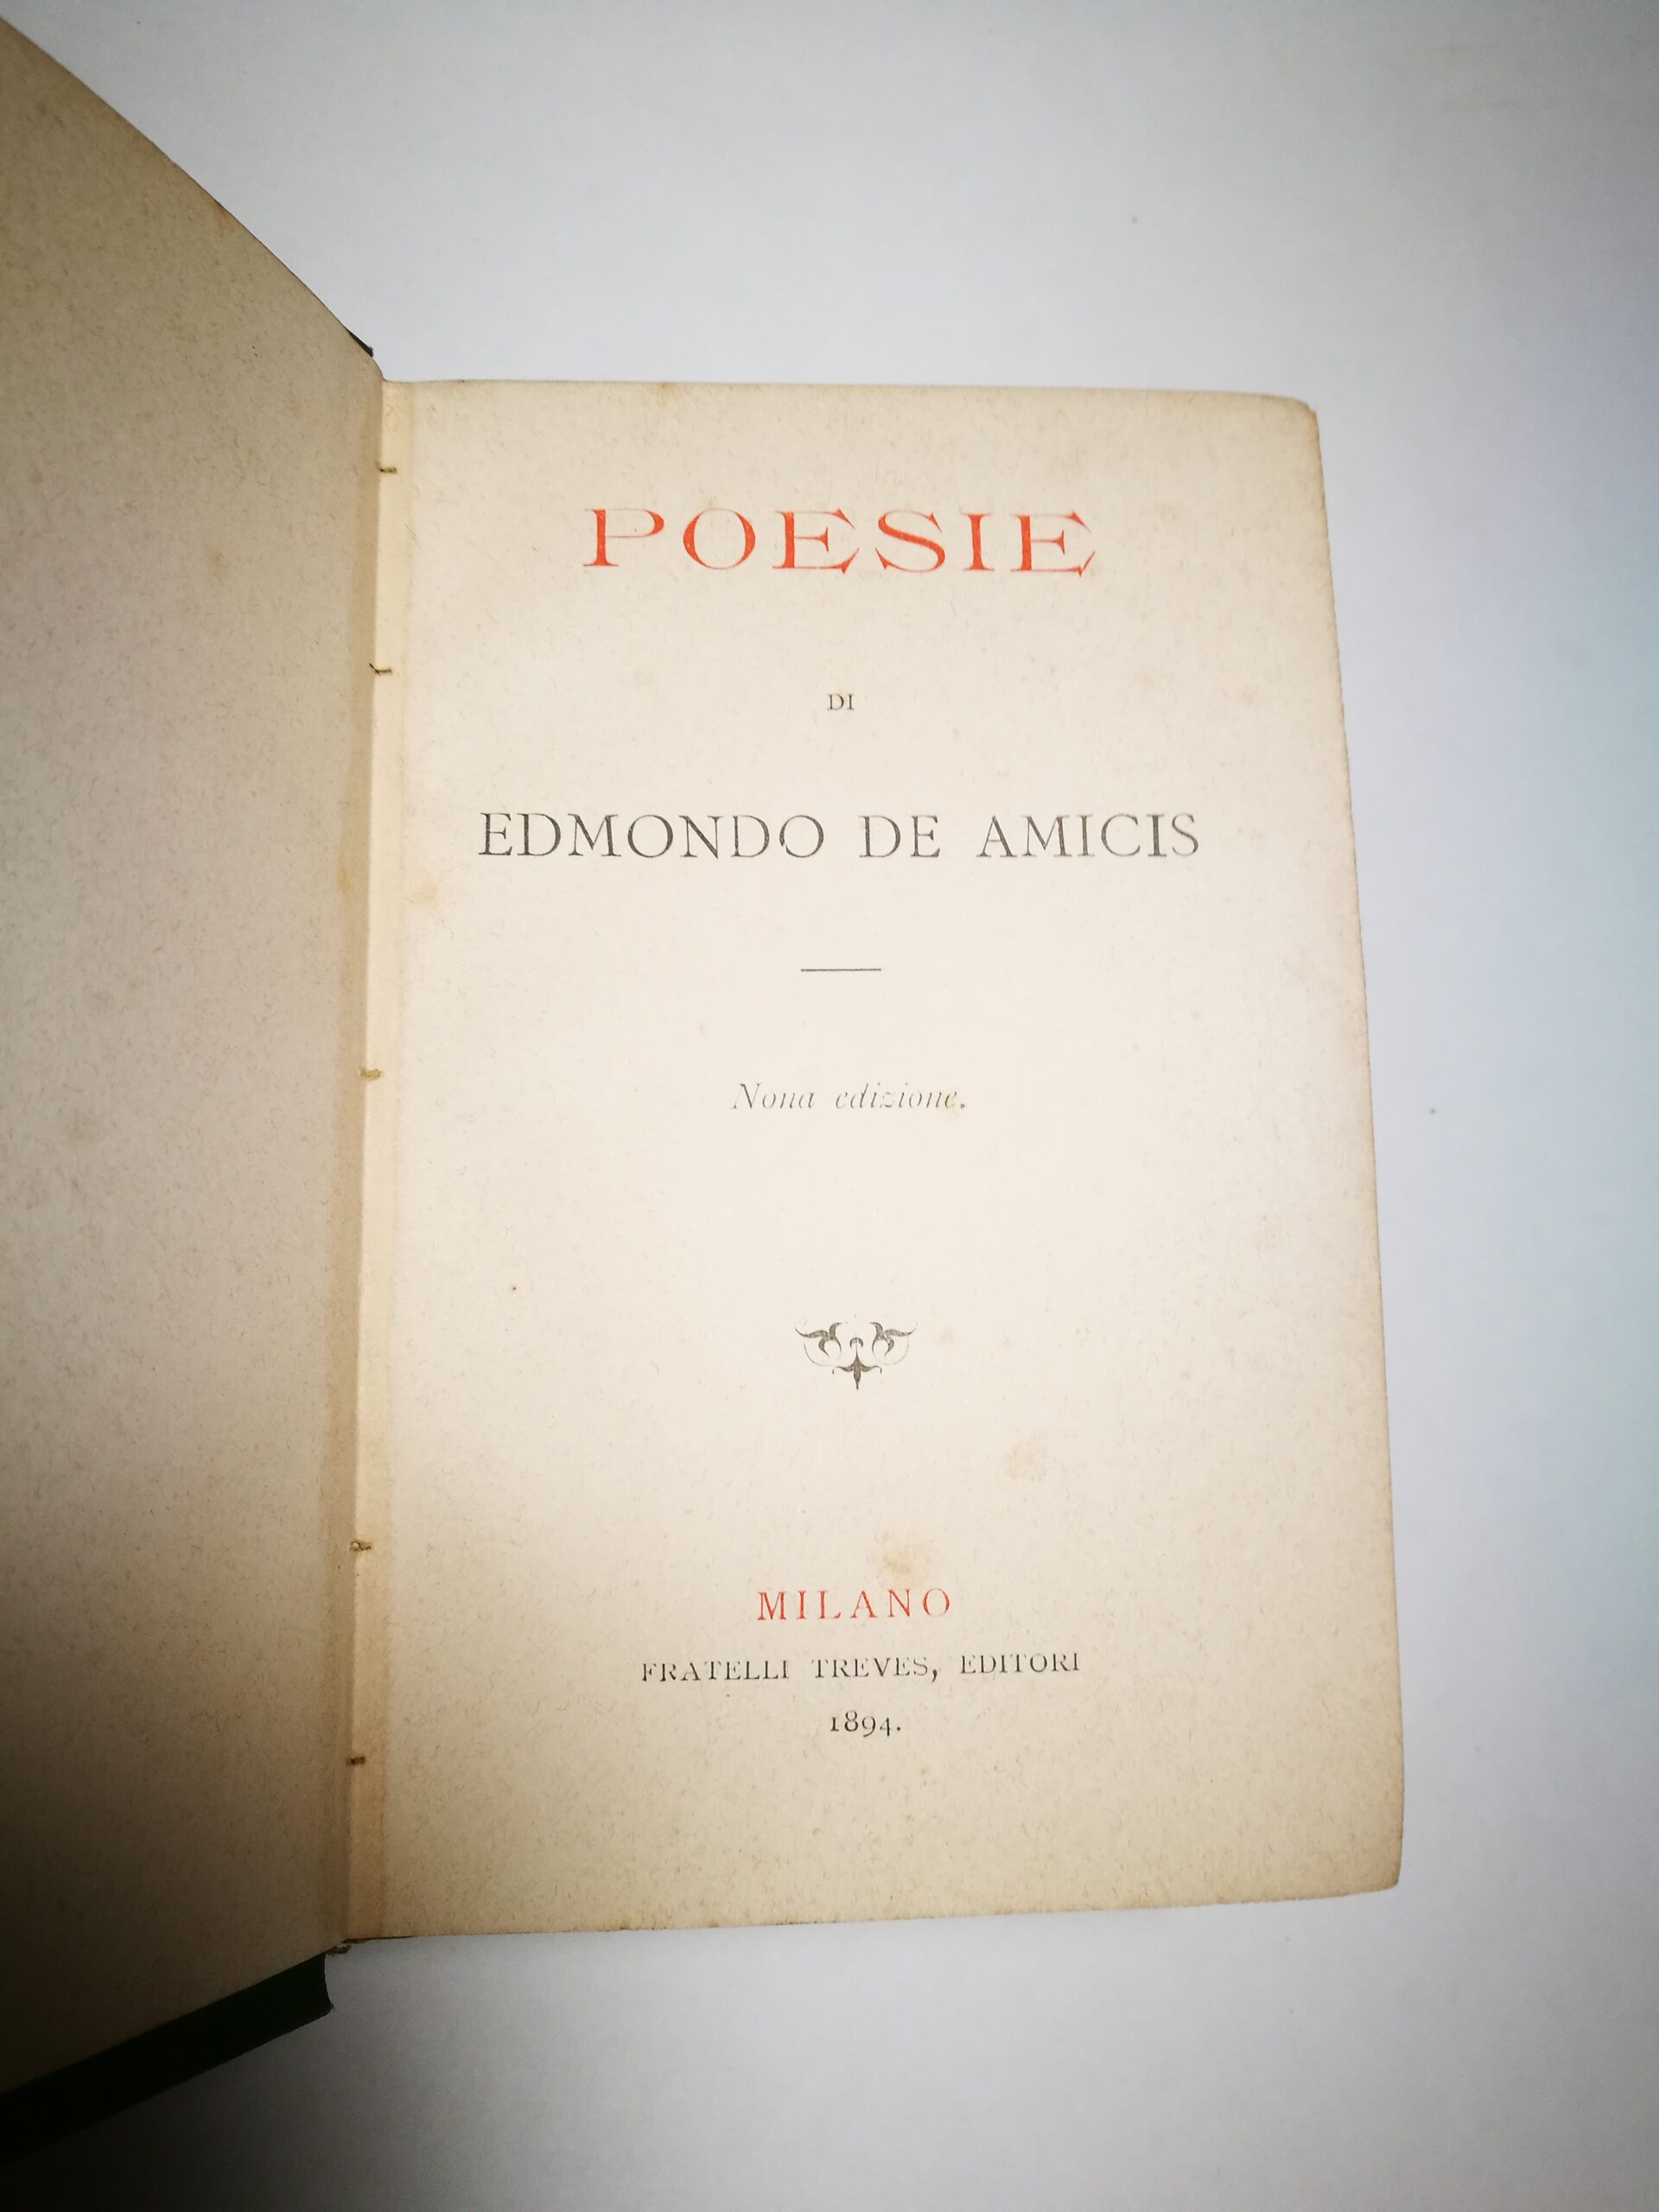 POESIE
DI
EDMONDO DE AMICIS
Nona edizione.
MILANO
FRATELLI TREVES, EDITORI
1894.